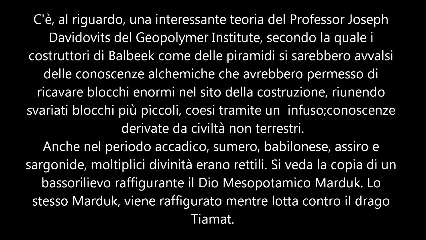 C'è, al riguardo, una interessante teoria del Professor Joseph
Davidovits del Geopolymer Institute, secondo la quale i
costruttori di Balbeek come delle piramidi si sarebbero avvalsi
delle conoscenze alchemiche che avrebbero permesso di
ricavare blocchi enormi nel sito della costruzione, riunendo
svariati blocchi più piccoli, coesi tramite un  infuso;conoscenze
derivate da civiltà non terrestri.
Anche nel periodo accadico, sumero, babilonese, assiro e
sargonide, moltiplici divinità erano rettili. Si veda la copia di un
bassorilievo raffigurante il Dio Mesopotamico Marduk. Lo
stesso Marduk, viene raffigurato mentre lotta contro il drago
Tiamat.